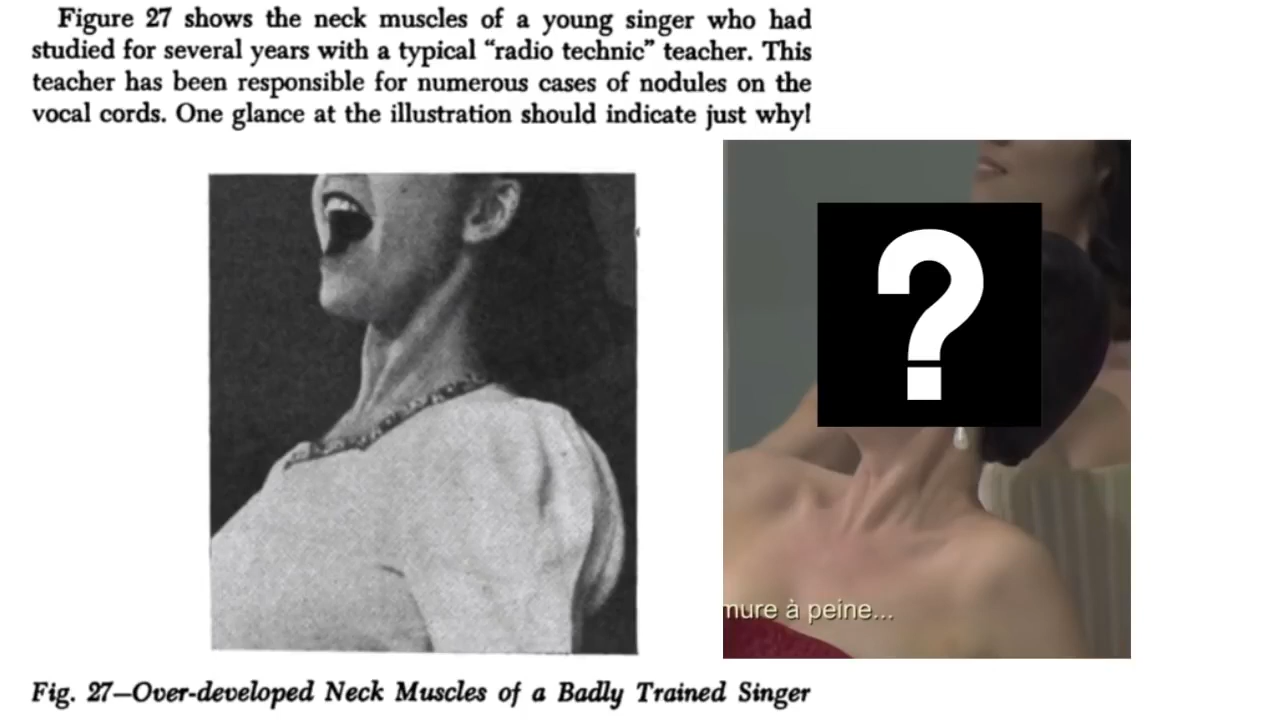 Figure 27 shows the neck muscles of a young singer who had
studied for several years with a typical “radio technic” teacher. This
teacher has been responsible for numerous cases of nodules on the
vocal cords. One glance at the illustration should indicate just why!
?
mure à peine...
Fig. 27—Over-developed Neck Muscles of a Badly Trained Singer